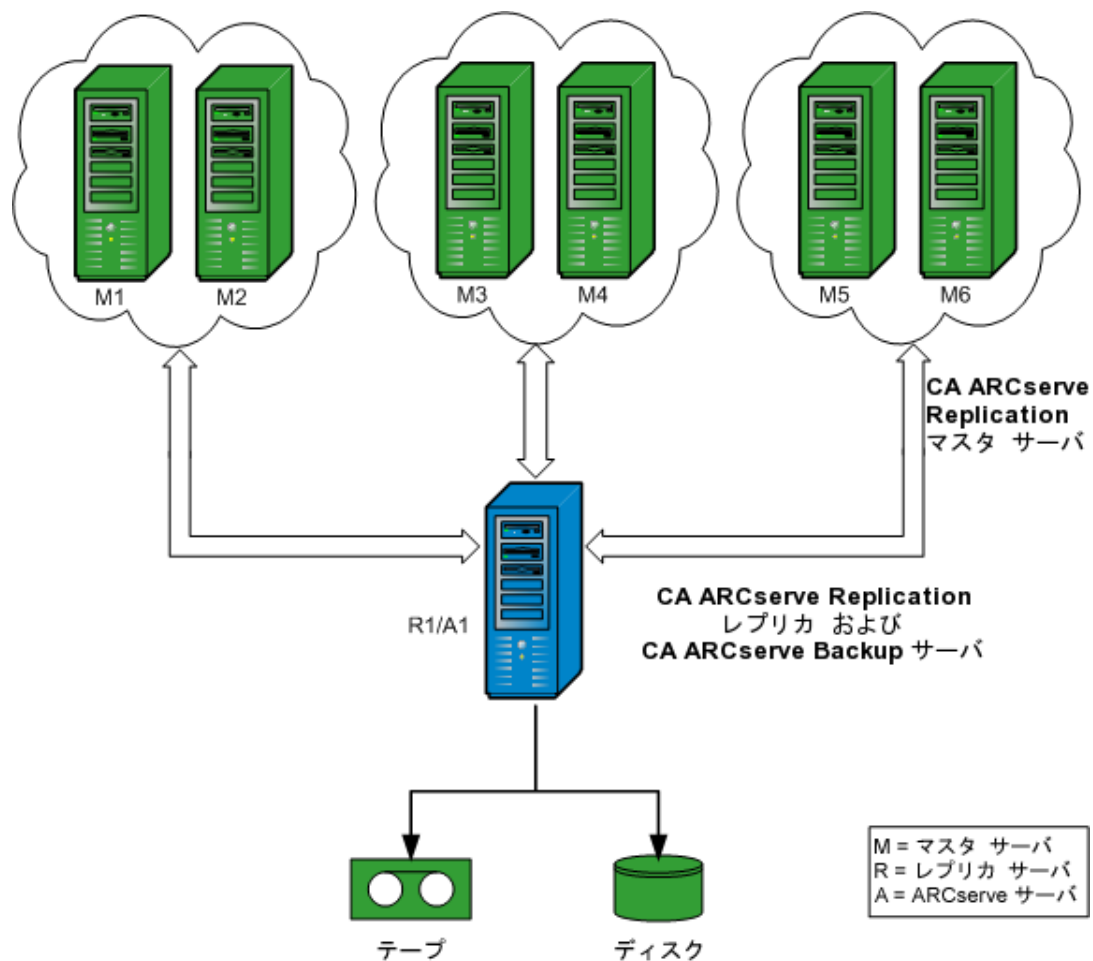 M1
M2
M3
M4
M5
M6
CA ARCserve
Replication
マスタ サーバ
R1/A1
CA ARCserve Replication
レプリカ および
CA ARCserve Backup サーバ
M = マスタ サーバ
R = レプリカ サーバ
A = ARCserve サーバ
テープ
ディスク